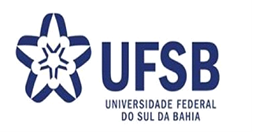 UFSB
UNIVERSIDADE FEDERAL
DO SUL DA BAHIA